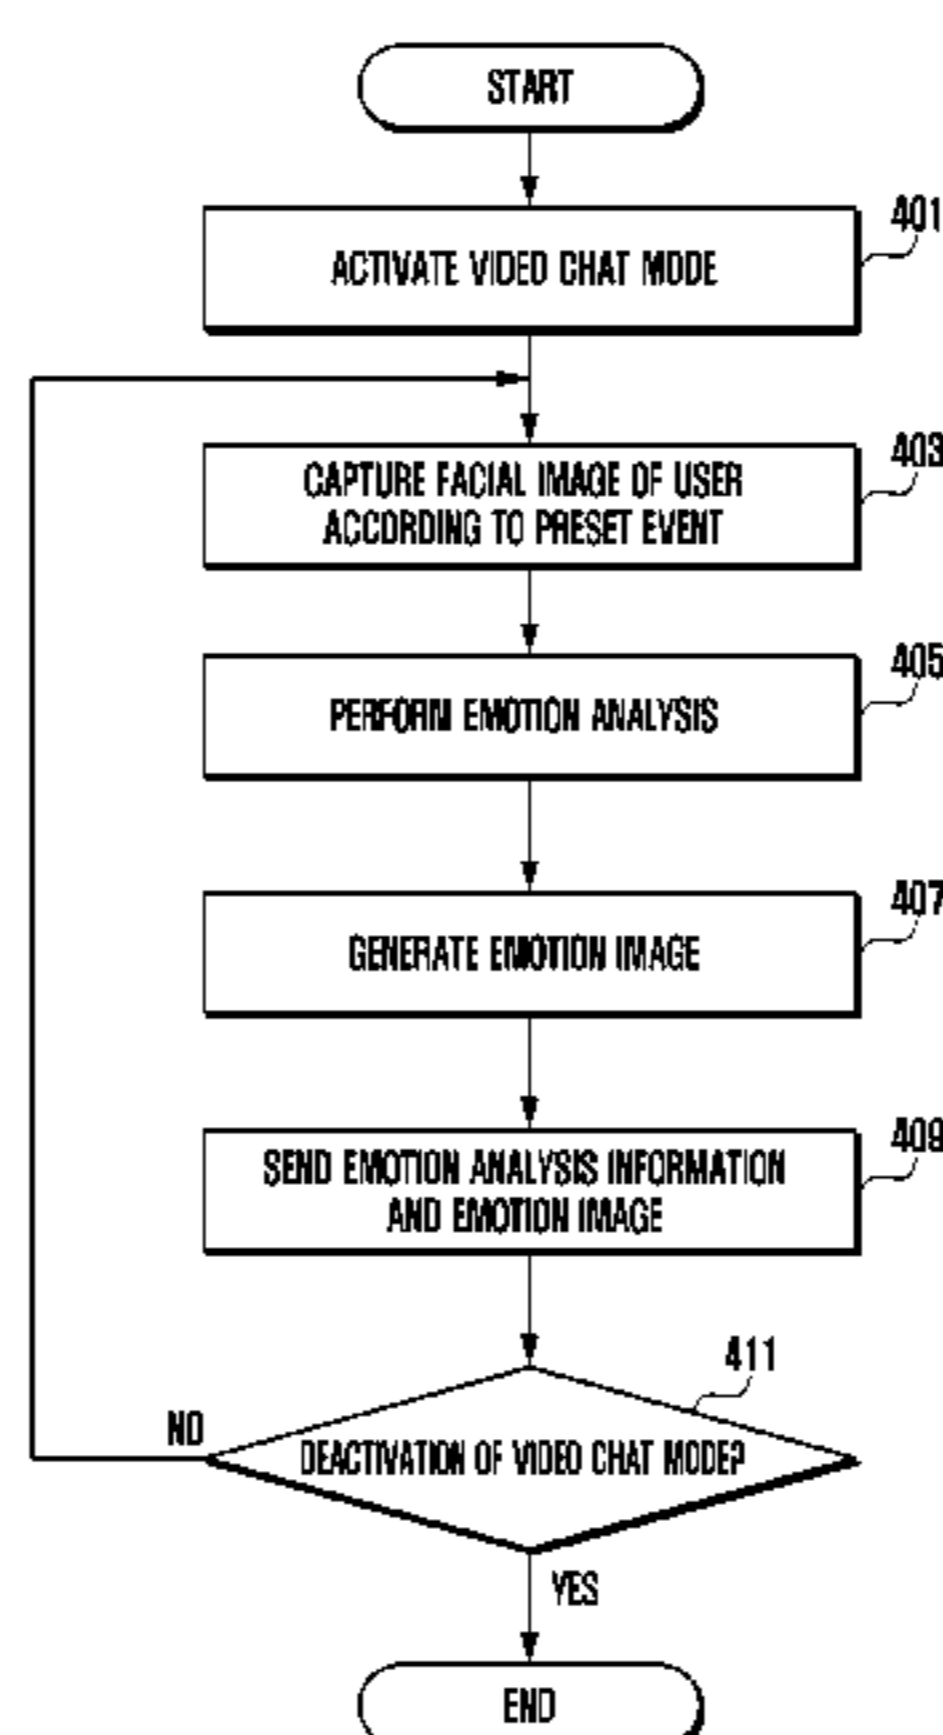 START
401
ACTIVATE VIDEO CHAT MODE
403
CAPTURE FACIAL IMAGE OF USER
ACCORDING TO PRESET EVENT
405
PERFORM EMOTION ANALYSIS
407
GENERATE EMOTION IMAGE
409
SEND EMOTION ANALYSIS INFORMATION
AND EMOTION IMAGE
411
NO
DEACTIVATION OF VIDEO CHAT MODE?
YES
END